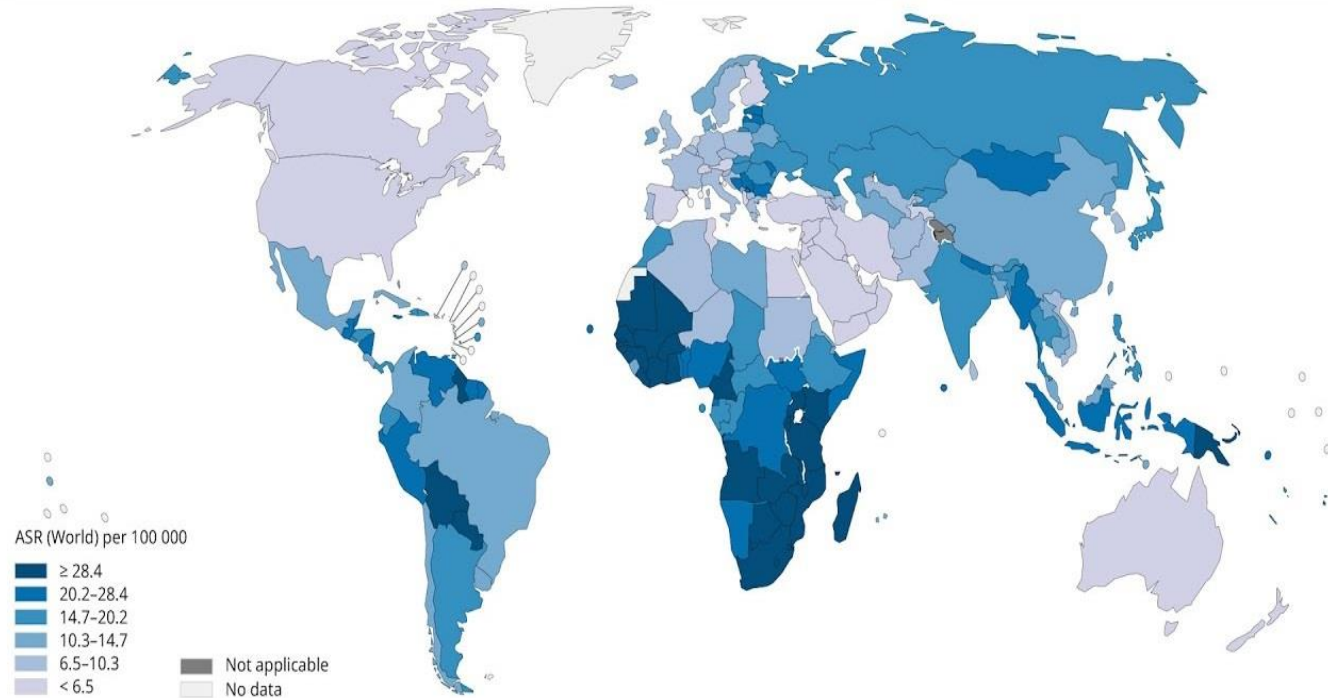 ASR (World) per 100 000
≥ 28.4
20.2–28.4
14.7–20.2
10.3–14.7
6.5–10.3
< 6.5
Not applicable
No data